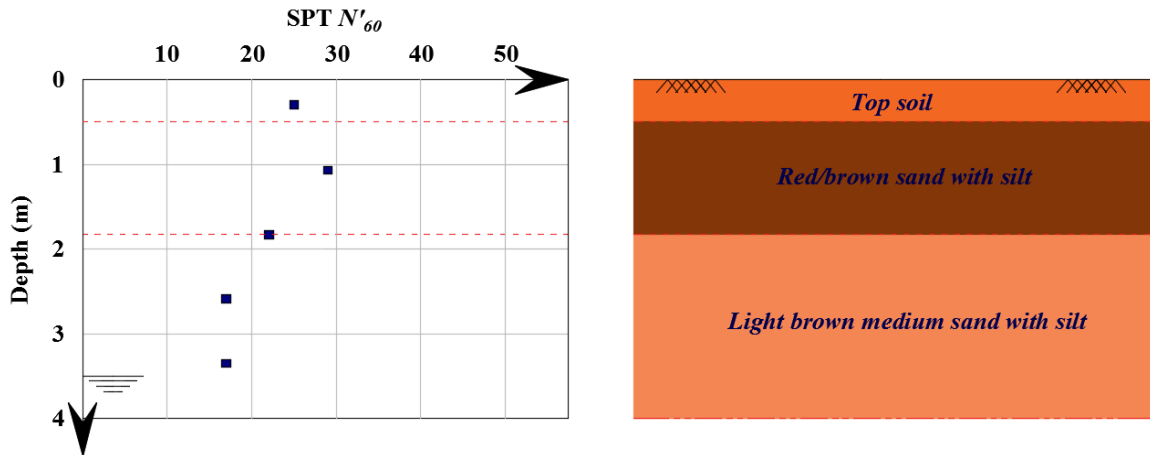 SPT N'60
10 20 30 40 50
0
1
2
3
4
Depth (m)
Top soil
Red/brown sand with silt
Light brown medium sand with silt